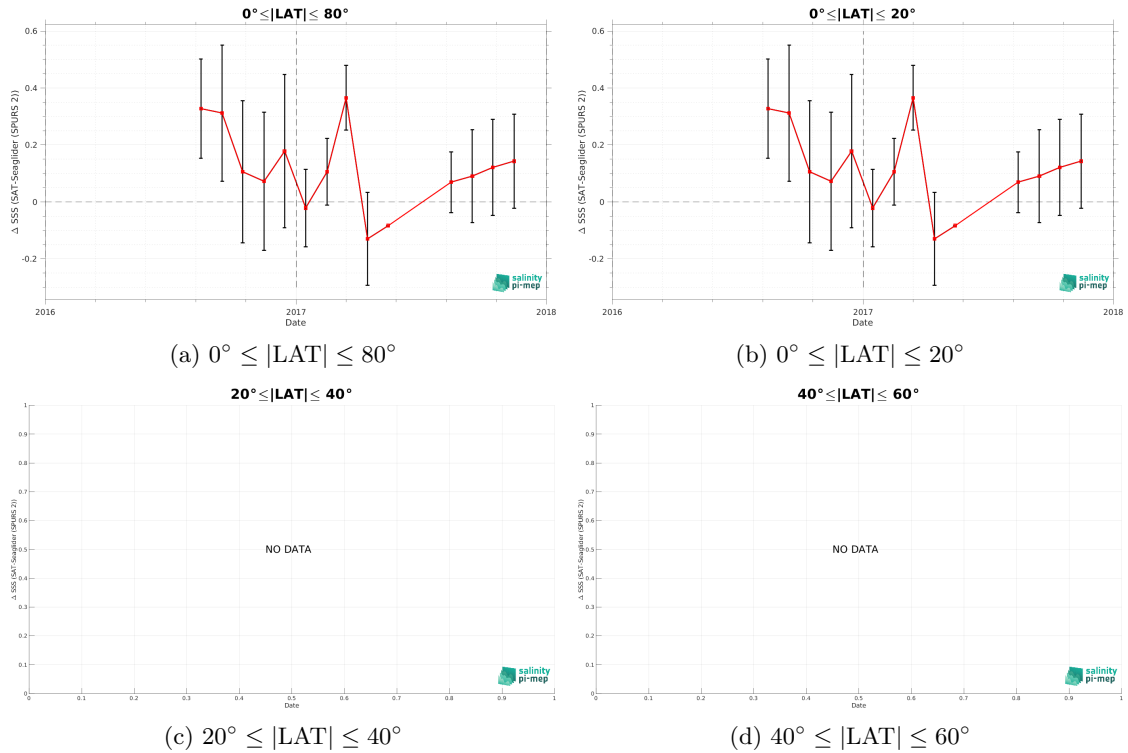 0°≤|LAT|≤ 80°
Δ SSS (SAT-Seaglider (SPURS 2))
0.6
0.4
0.2
0
-0.2
2016
2017
2018
Date
salinity
pi-mep
(a) 0° ≤ |LAT| ≤ 80°
0°≤|LAT|≤ 20°
Δ SSS (SAT-Seaglider (SPURS 2))
0.6
0.4
0.2
0
-0.2
2016
2017
2018
Date
salinity
pi-mep
(b) 0° ≤ |LAT| ≤ 20°
20°≤|LAT|≤ 40°
Δ SSS (SAT-Seaglider (SPURS 2))
1
0.9
0.8
0.7
0.6
0.5
0.4
0.3
0.2
0.1
0
NO DATA
0 0.1 0.2 0.3 0.4 0.5 0.6 0.7 0.8 0.9 1
Date
salinity
pi-mep
(c) 20° ≤ |LAT| ≤ 40°
40°≤|LAT|≤ 60°
Δ SSS (SAT-Seaglider (SPURS 2))
1
0.9
0.8
0.7
0.6
0.5
0.4
0.3
0.2
0.1
0
NO DATA
0 0.1 0.2 0.3 0.4 0.5 0.6 0.7 0.8 0.9 1
Date
salinity
pi-mep
(d) 40° ≤ |LAT| ≤ 60°